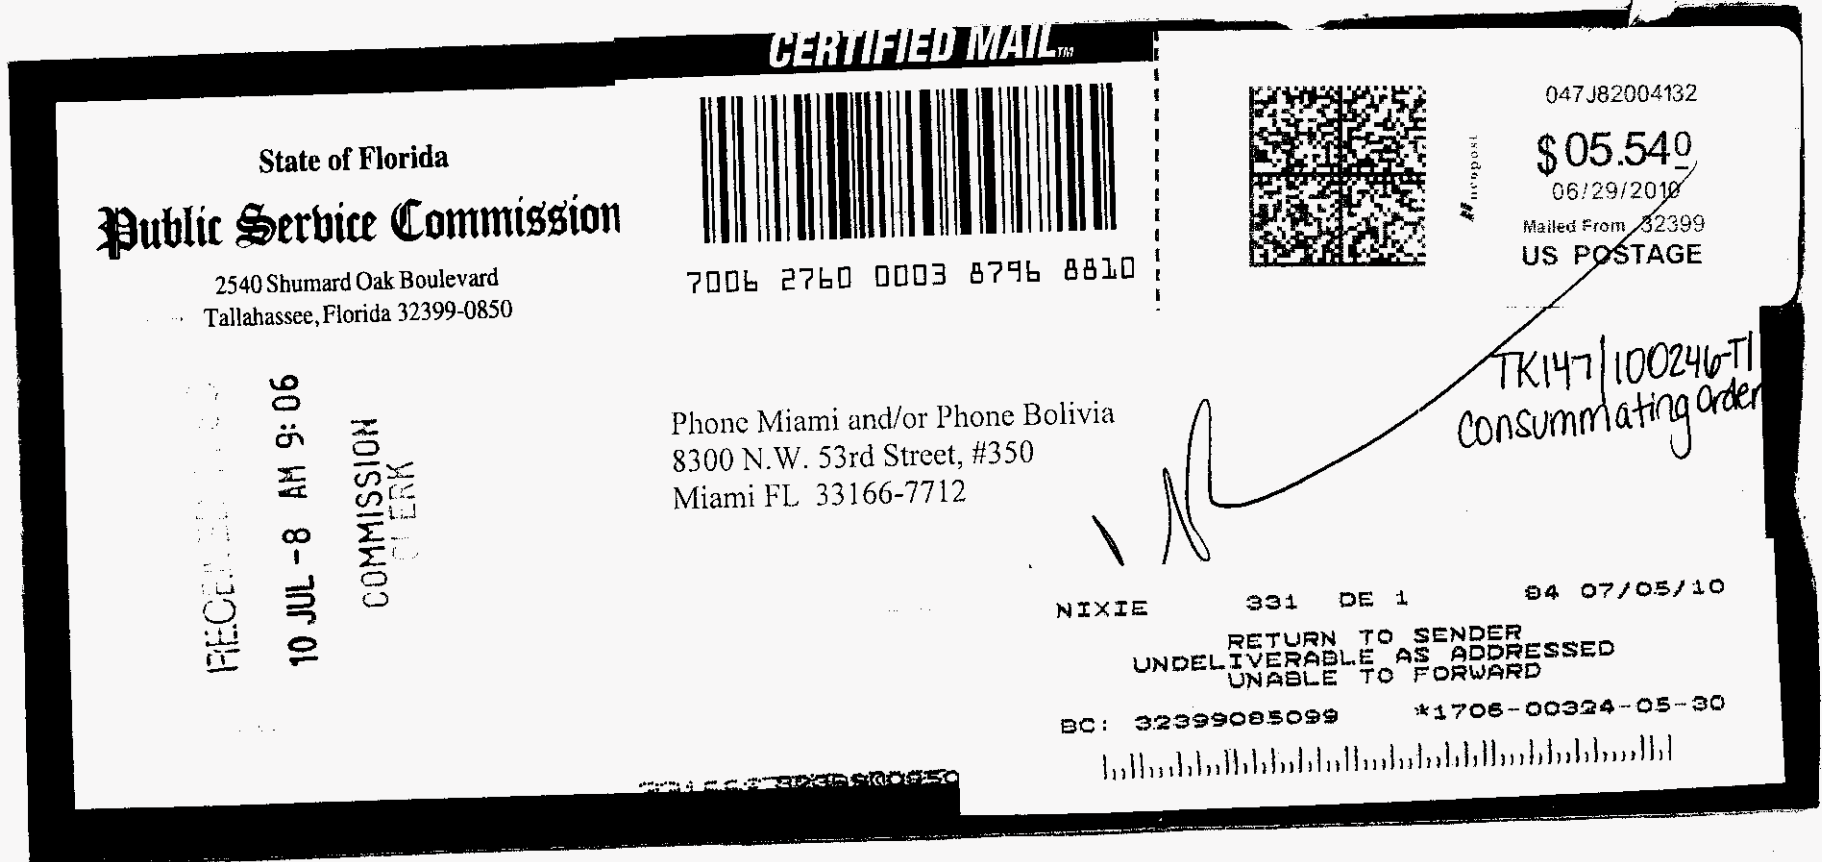 CERTIFIED MAIL™
State of Florida
Public Service Commission
2540 Shumard Oak Boulevard
Tallahassee, Florida 32399-0850
7006 2760 0003 8796 8810
neopost
047J82004132
$05.540
06/29/2010
Mailed From 32399
US POSTAGE
TK147/100246-TI
Consummating Order
Phone Miami and/or Phone Bolivia
8300 N.W. 53rd Street, #350
Miami FL 33166-7712
10 JUL -8 AM 9:06
COMMISSION
CLERK
NIXIE 331 DE 1 84 07/05/10
RETURN TO SENDER
UNDELIVERABLE AS ADDRESSED
UNABLE TO FORWARD
BC: 32399085099 *1706-00324-05-30